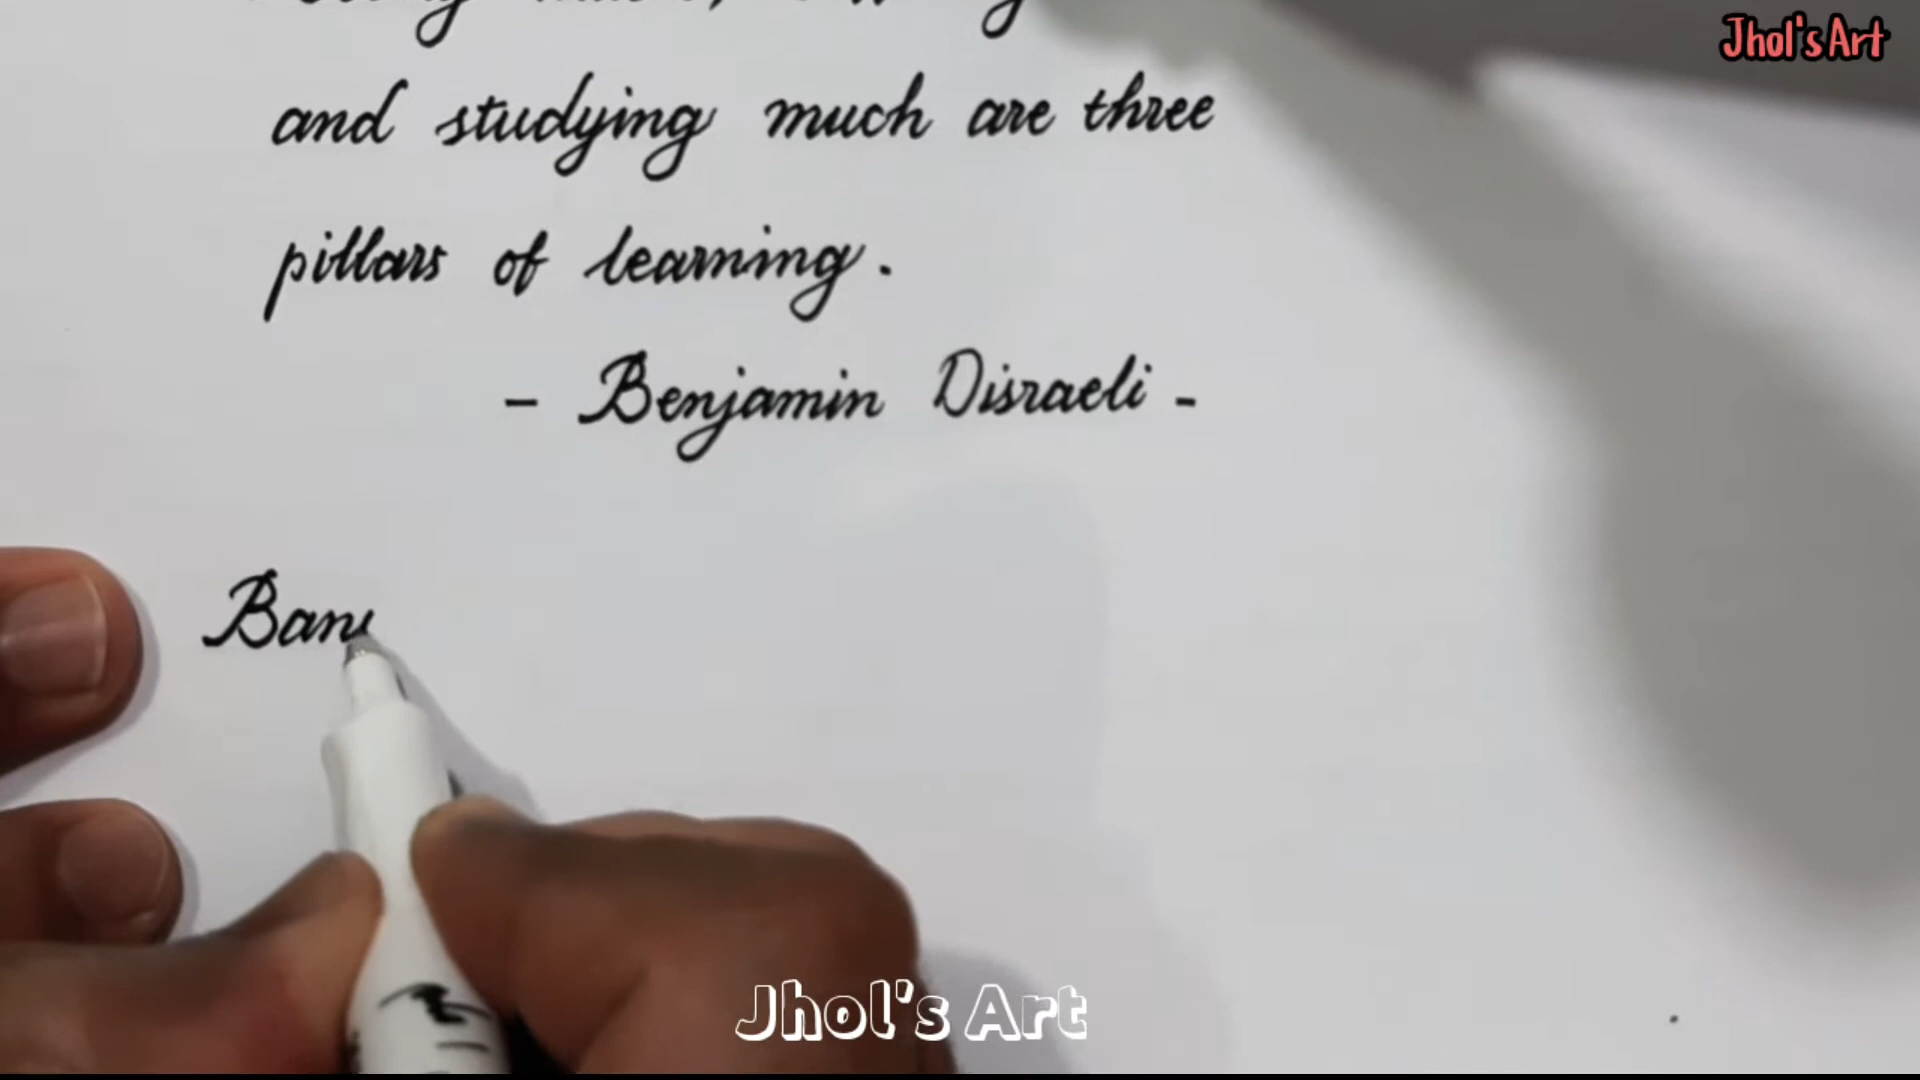 Jhol's Art
and studying much are three
pillars of learning.
- Benjamin Disraeli -
Jhol's Art